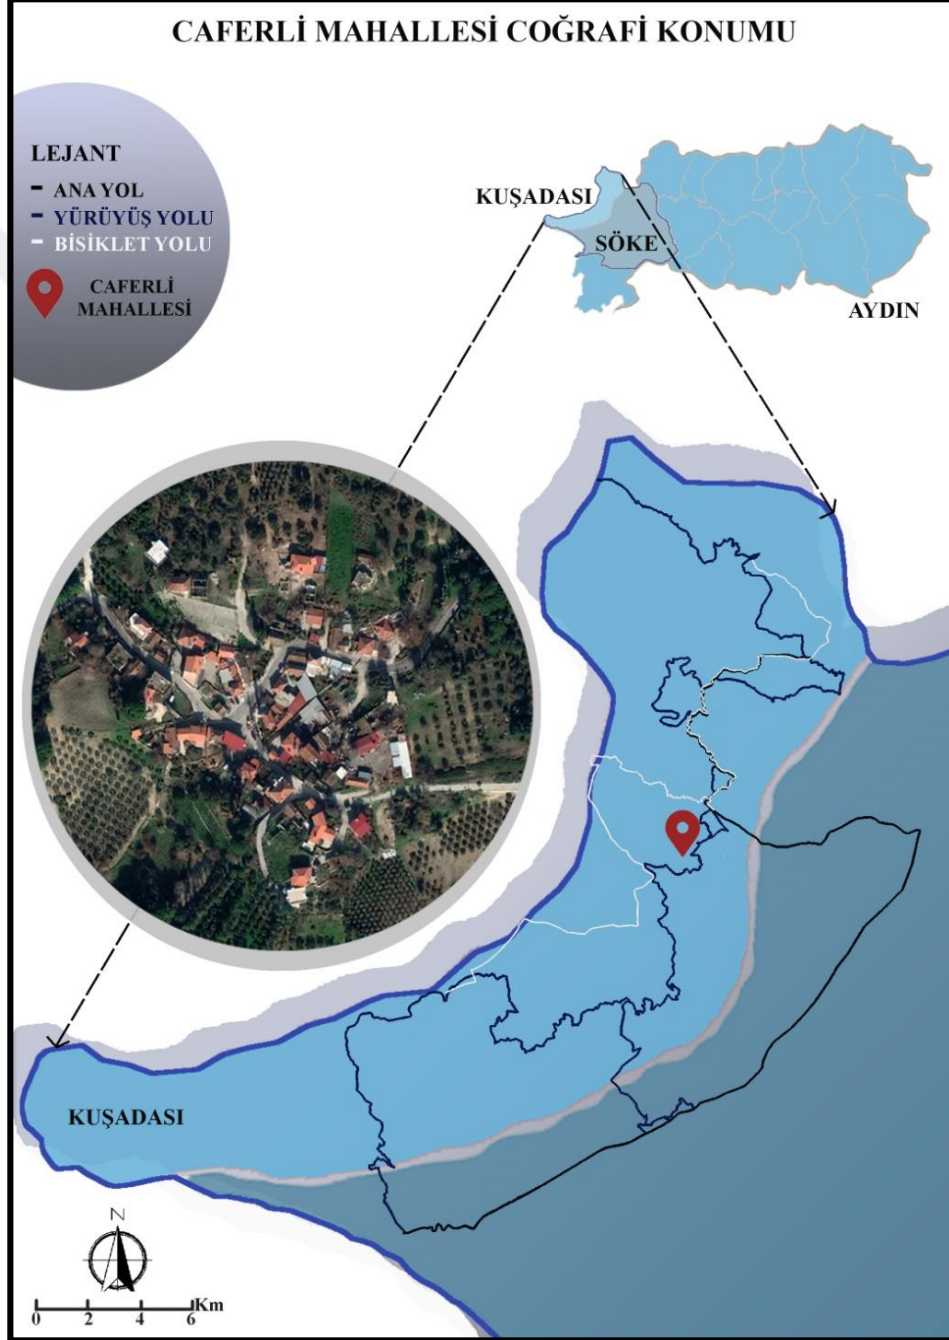 CAFERLİ MAHALLESİ COĞRAFİ KONUMU
LEJANT
- ANA YOL
- YÜRÜYÜŞ YOLU
- BİSİKLET YOLU
CAFERLİ
MAHALLESİ
KUŞADASI
SÖKE
AYDIN
KUŞADASI
N
Km
0 2 4 6